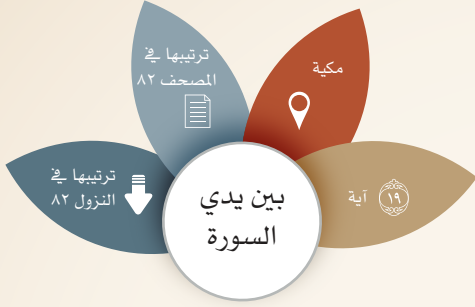 ترتيبها في
المصحف ٨٢
مكية
ترتيبها في
النزول ٨٢
١٩ آية
بين يدي
السورة